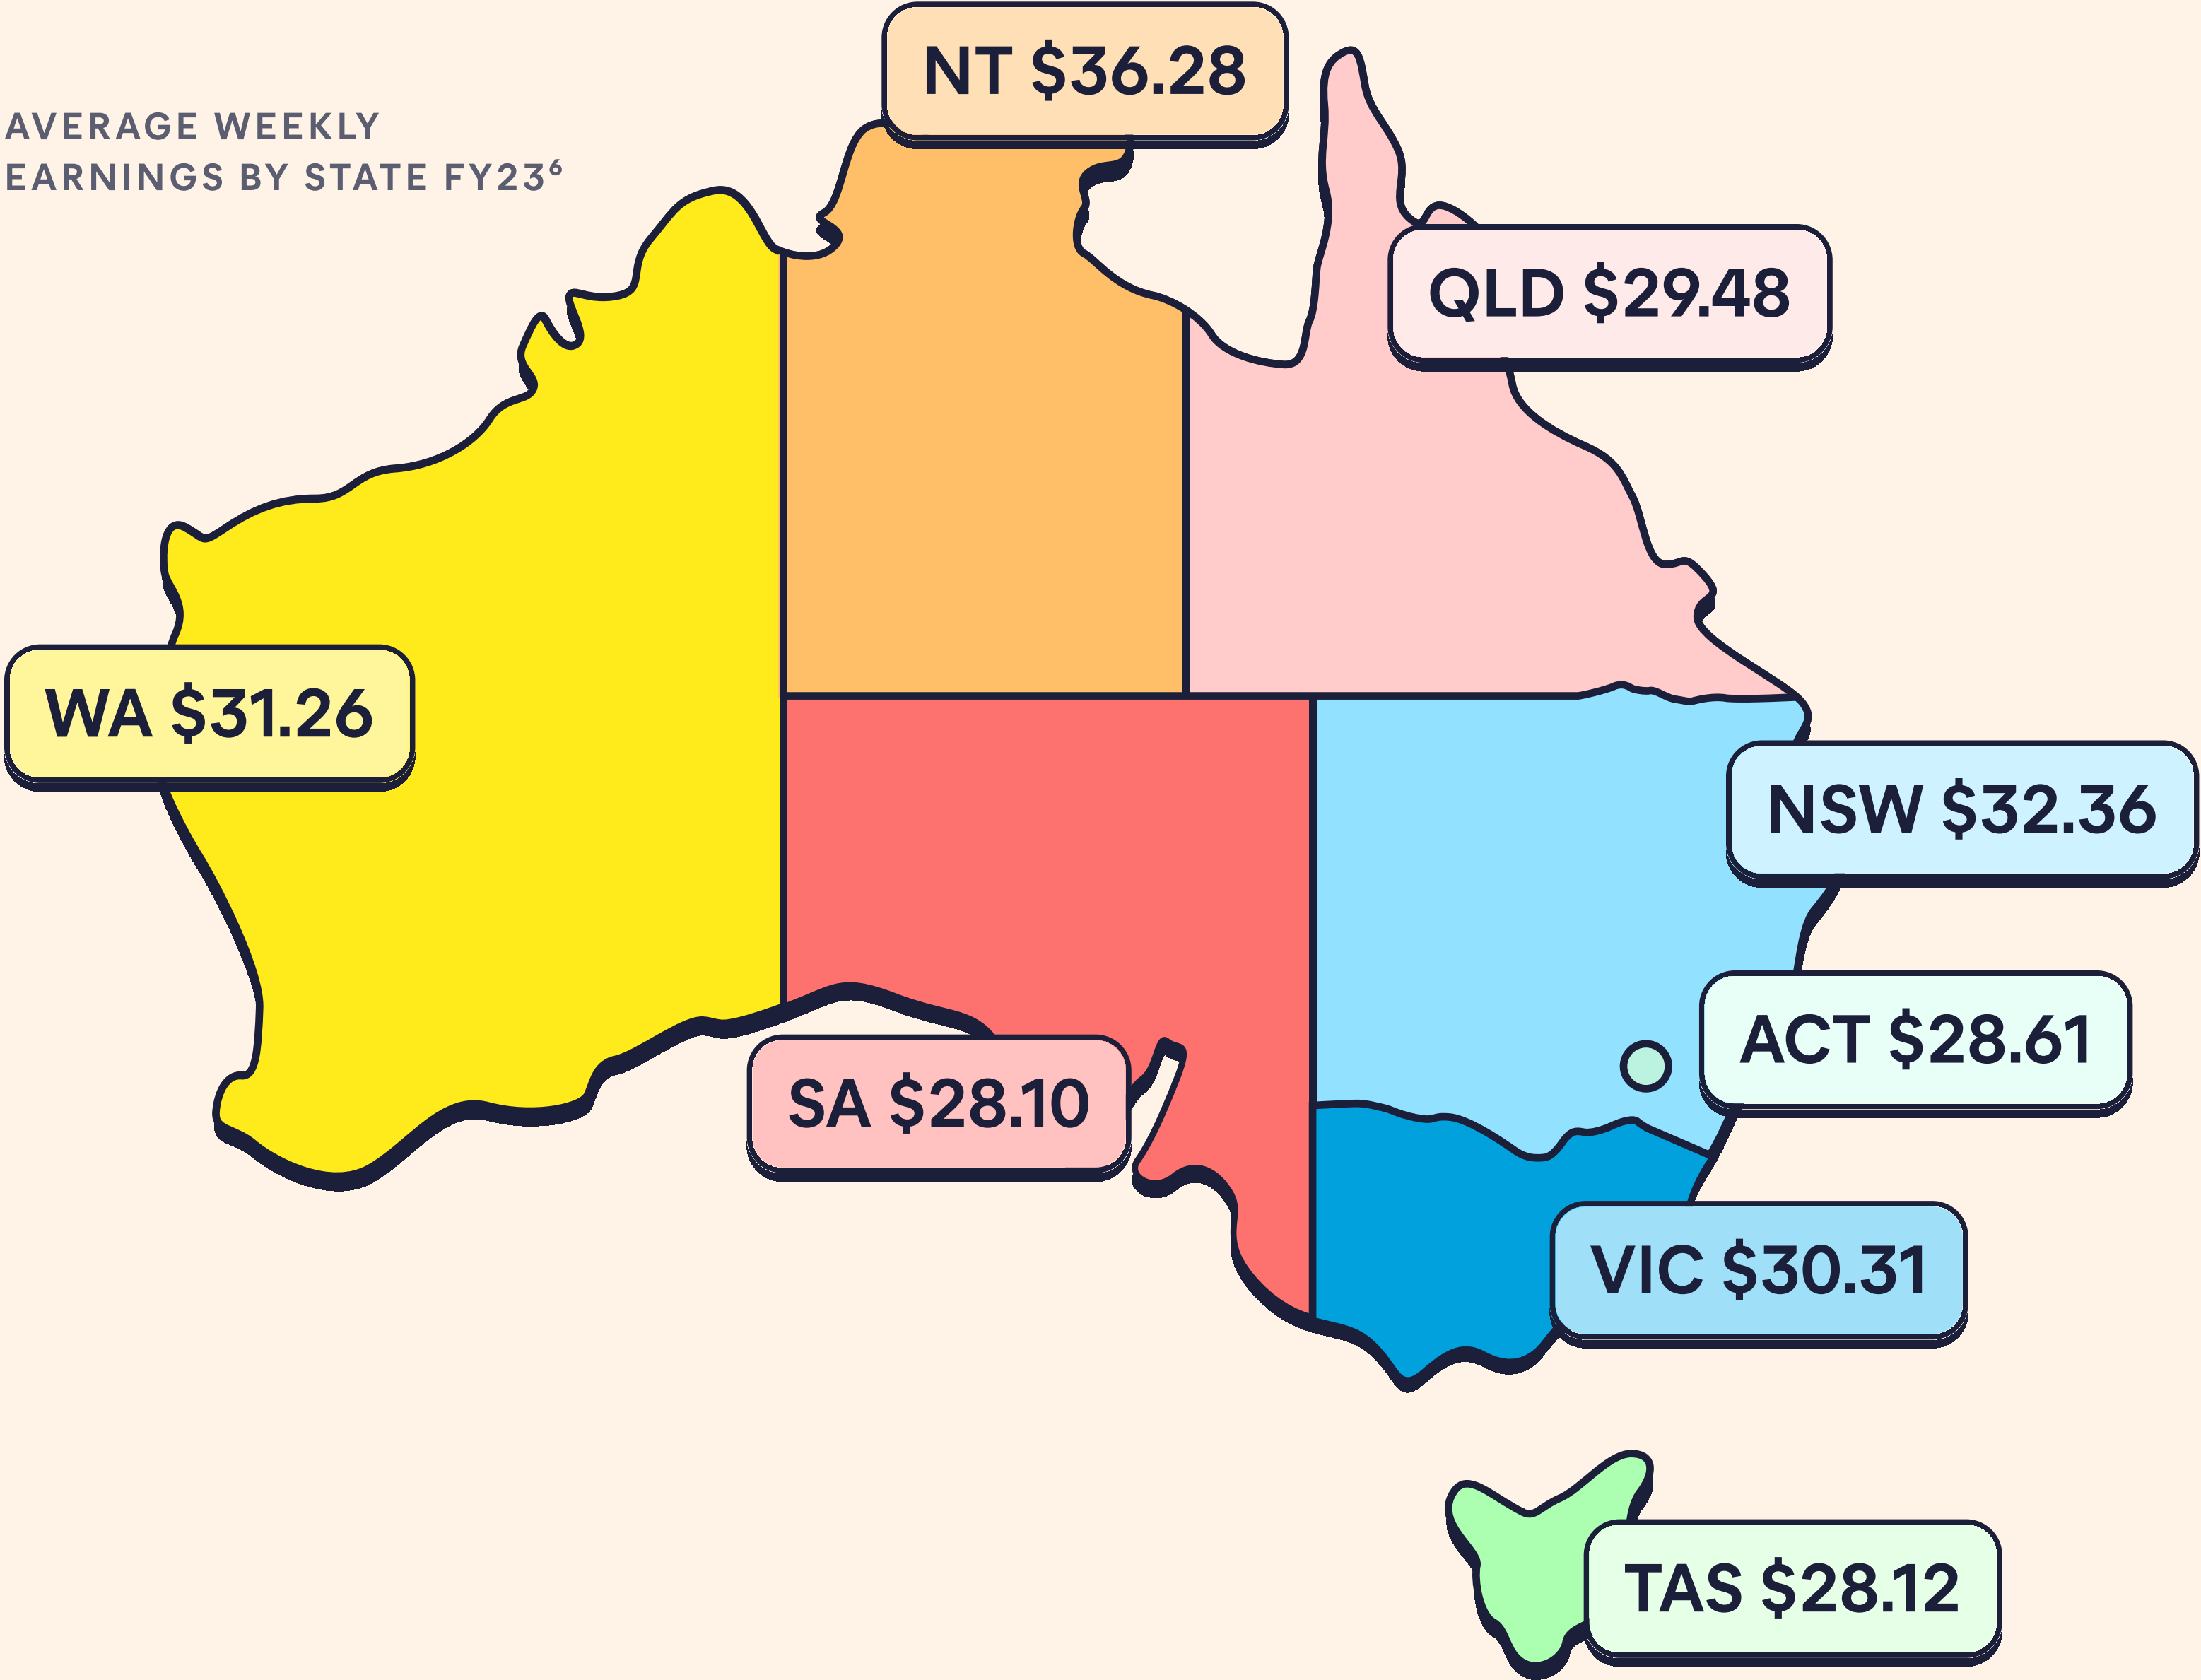 NT $36.28
AVERAGE WEEKLY
EARNINGS BY STATE FY23⁶
QLD $29.48
WA $31.26
NSW $32.36
ACT $28.61
SA $28.10
VIC $30.31
TAS $28.12